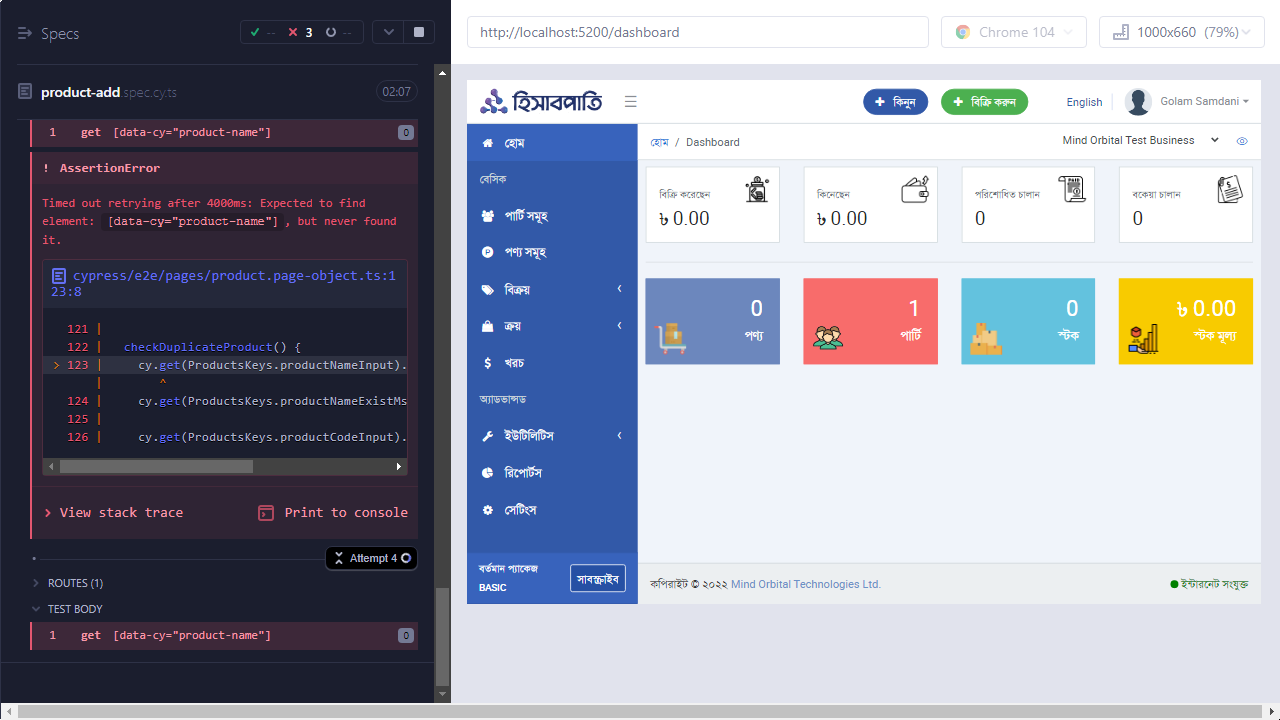 Specs
-- 3 --
product-add spec.cy.ts 02:07
1 get [data-cy="product-name"] 0
! AssertionError
Timed out retrying after 4000ms: Expected to find
element: [data-cy="product-name"], but never found
it.
cypress/e2e/pages/product.page-object.ts:1
23:8
121 |
122 | checkDuplicateProduct() {
> 123 | cy.get(ProductsKeys.productNameInput).
| ^
124 | cy.get(ProductsKeys.productNameExistMs
125 |
126 | cy.get(ProductsKeys.productCodeInput).
View stack trace
Print to console
Attempt 4
ROUTES (1)
TEST BODY
1 get [data-cy="product-name"] 0
http://localhost:5200/dashboard
Chrome 104
1000x660 (79%)
হিসাবপাতি
+ কিনুন
+ বিক্রি করুন
English
Golam Samdani
হোম
বেসিক
পার্টি সমূহ
পণ্য সমূহ
বিক্রয়
ক্রয়
খরচ
অ্যাডভান্সড
ইউটিলিটিস
রিপোর্টস
সেটিংস
বর্তমান প্যাকেজ
BASIC
সাবস্ক্রাইব
হোম / Dashboard
Mind Orbital Test Business
বিক্রি করেছেন
৳ 0.00
কিনেছেন
৳ 0.00
পরিশোধিত চালান
0
বকেয়া চালান
0
0
পণ্য
1
পার্টি
0
স্টক
৳ 0.00
স্টক মূল্য
কপিরাইট © ২০২২ Mind Orbital Technologies Ltd.
ইন্টারনেট সংযুক্ত